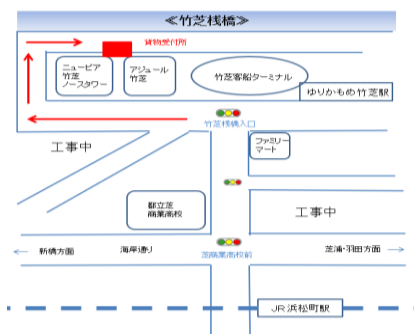 ≪竹芝桟橋≫
貨物受付所
ニューピア
竹芝
ノースタワー
アジュール
竹芝
竹芝客船ターミナル
ゆりかもめ竹芝駅
竹芝桟橋入口
工事中
ファミリー
マート
都立芝
商業高校
工事中
新橋方面
海岸通り
芝商業高校前
芝浦・羽田方面
JR浜松町駅